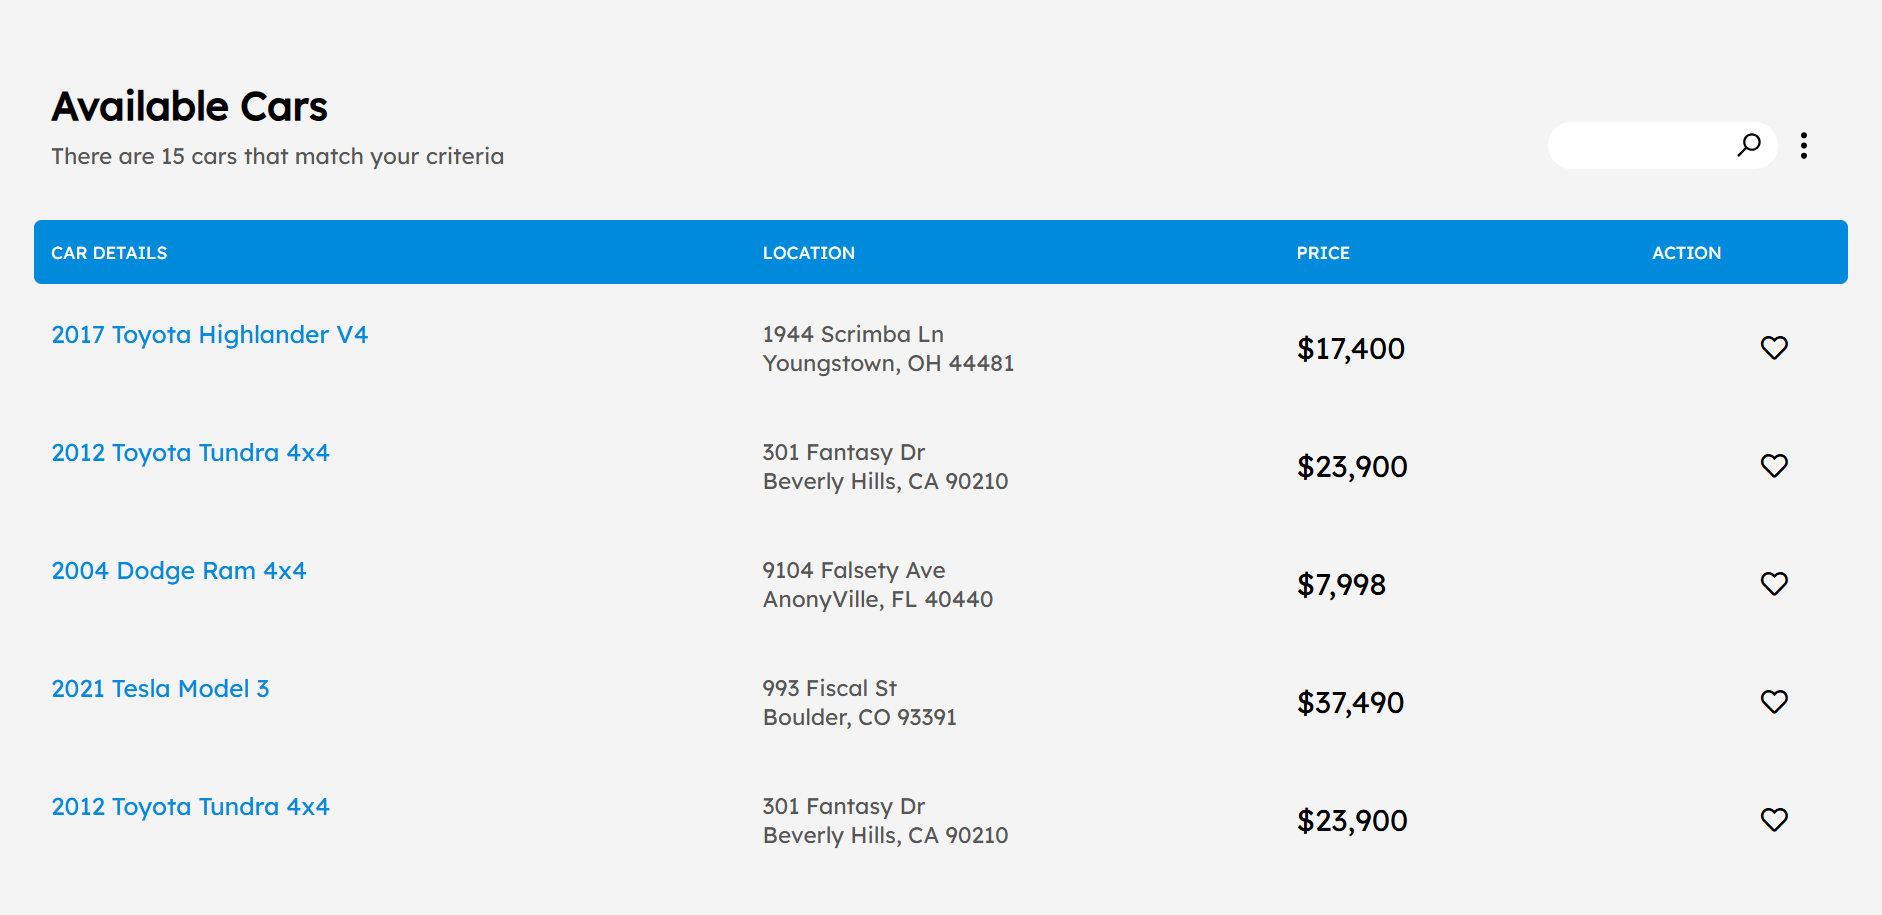 Available Cars
There are 15 cars that match your criteria
CAR DETAILS LOCATION PRICE ACTION
2017 Toyota Highlander V4
1944 Scrimba Ln
Youngstown, OH 44481
$17,400
2012 Toyota Tundra 4x4
301 Fantasy Dr
Beverly Hills, CA 90210
$23,900
2004 Dodge Ram 4x4
9104 Falsety Ave
AnonyVille, FL 40440
$7,998
2021 Tesla Model 3
993 Fiscal St
Boulder, CO 93391
$37,490
2012 Toyota Tundra 4x4
301 Fantasy Dr
Beverly Hills, CA 90210
$23,900